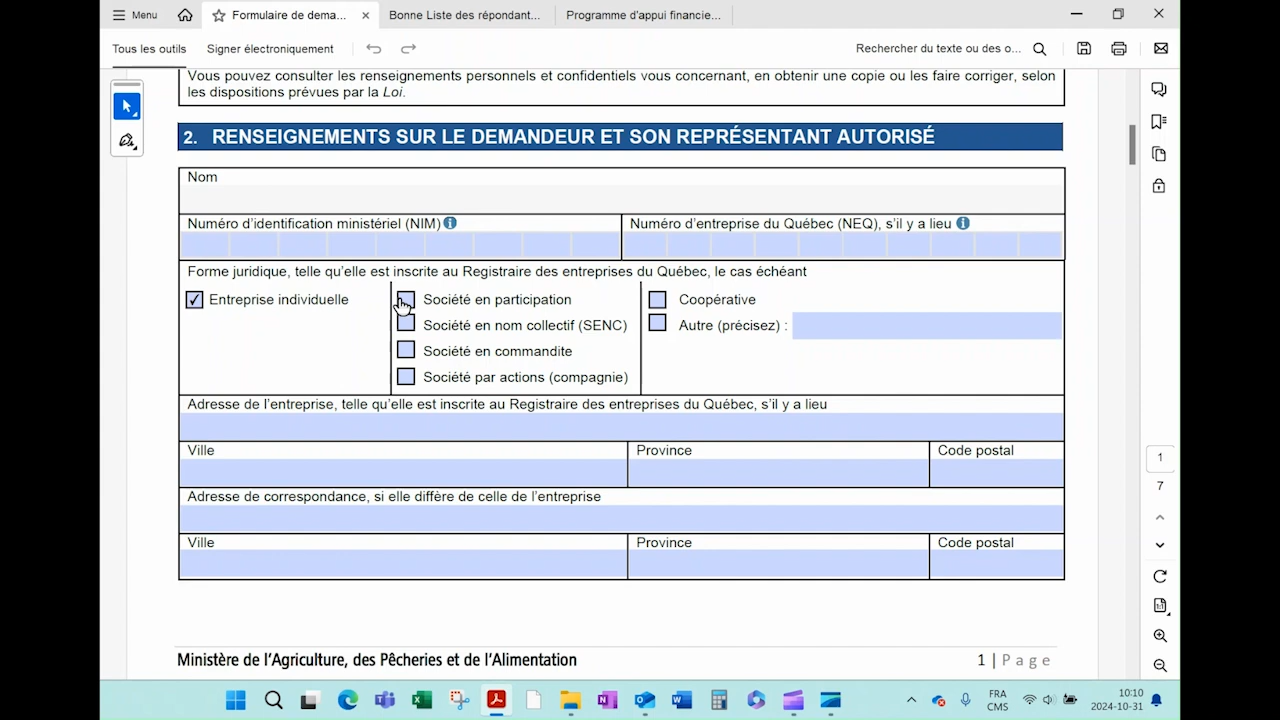 Menu
Formulaire de dema...
Bonne Liste des répondant...
Programme d'appui financie...
Tous les outils
Signer électroniquement
Rechercher du texte ou des o...
Vous pouvez consulter les renseignements personnels et confidentiels vous concernant, en obtenir une copie ou les faire corriger, selon
les dispositions prévues par la Loi.
2. RENSEIGNEMENTS SUR LE DEMANDEUR ET SON REPRÉSENTANT AUTORISÉ
Nom
Numéro d'identification ministériel (NIM)
Numéro d'entreprise du Québec (NEQ), s'il y a lieu
Forme juridique, telle qu'elle est inscrite au Registraire des entreprises du Québec, le cas échéant
Entreprise individuelle
Société en participation
Coopérative
Société en nom collectif (SENC)
Autre (précisez) :
Société en commandite
Société par actions (compagnie)
Adresse de l'entreprise, telle qu'elle est inscrite au Registraire des entreprises du Québec, s'il y a lieu
Ville
Province
Code postal
1
7
Adresse de correspondance, si elle diffère de celle de l'entreprise
Ville
Province
Code postal
Ministère de l'Agriculture, des Pêcheries et de l'Alimentation
1 | Page
FRA
CMS
10:10
2024-10-31